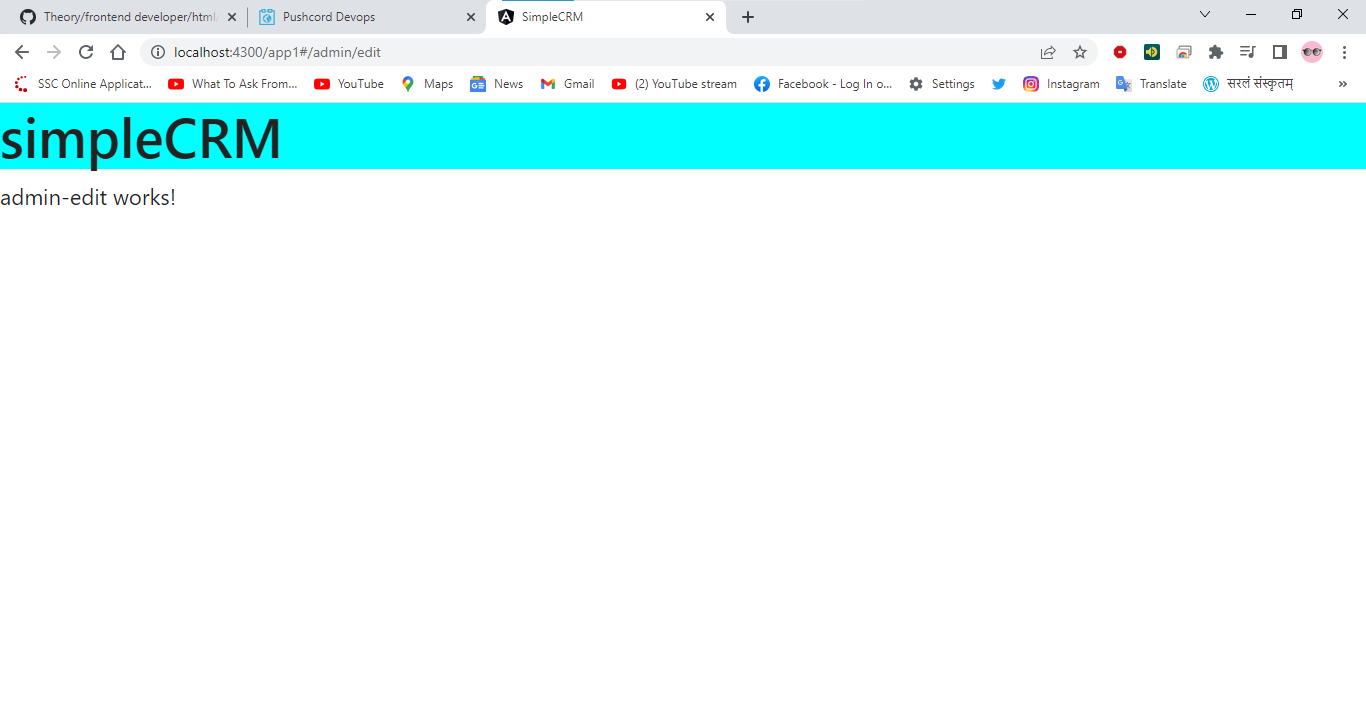 Theory/frontend developer/html/
Pushcord Devops
SimpleCRM
localhost:4300/app1#/admin/edit
SSC Online Applicat...
What To Ask From...
YouTube
Maps
News
Gmail
(2) YouTube stream
Facebook - Log In o...
Settings
Instagram
Translate
सरलं संस्कृतम्
simpleCRM
admin-edit works!